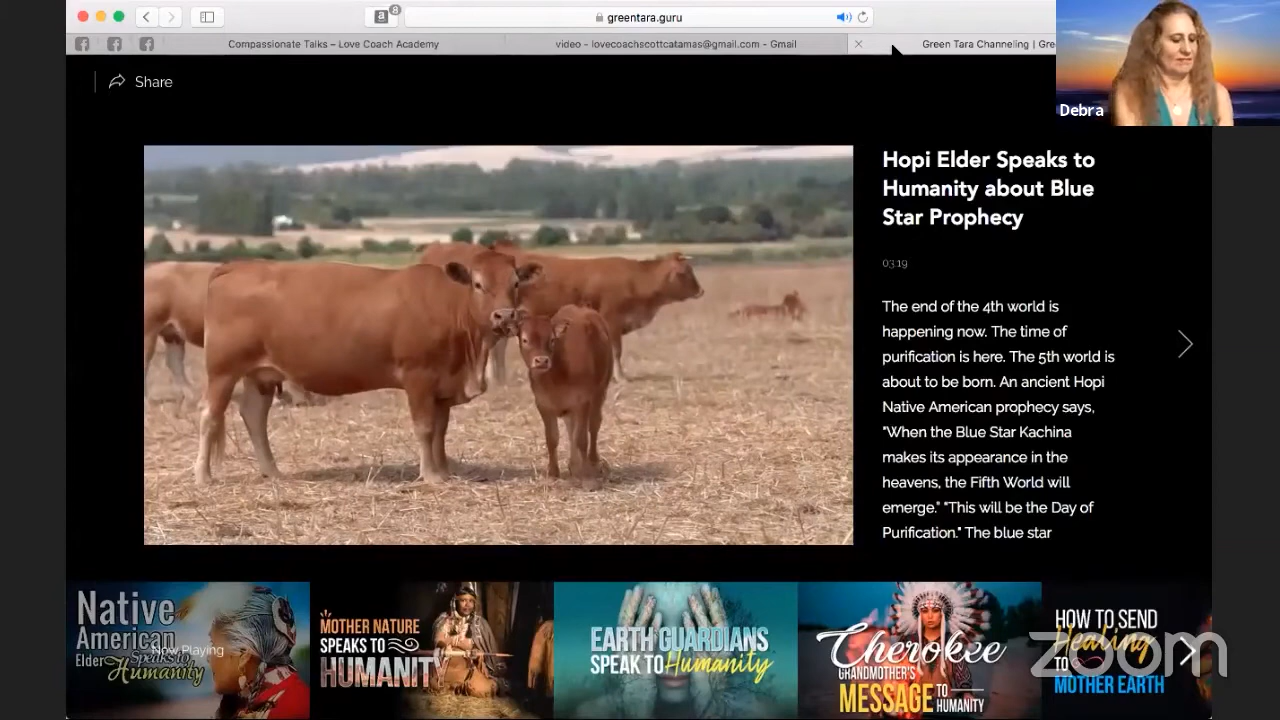 8
greentara.guru
Compassionate Talks – Love Coach Academy
video - lovecoachscottcatamas@gmail.com - Gmail
Green Tara Channeling | Gre
Debra
Share
Hopi Elder Speaks to
Humanity about Blue
Star Prophecy
03:19
The end of the 4th world is
happening now. The time of
purification is here. The 5th world is
about to be born. An ancient Hopi
Native American prophecy says,
"When the Blue Star Kachina
makes its appearance in the
heavens, the Fifth World will
emerge." "This will be the Day of
Purification." The blue star
Native
American
Elder Speaks to
Humanity
Now Playing
MOTHER NATURE
SPEAKS TO
HUMANITY
EARTH GUARDIANS
SPEAK TO Humanity
Cherokee
GRANDMOTHER'S
MESSAGE TO
HUMANITY
HOW TO SEND
Healing
TO
MOTHER EARTH
zoom